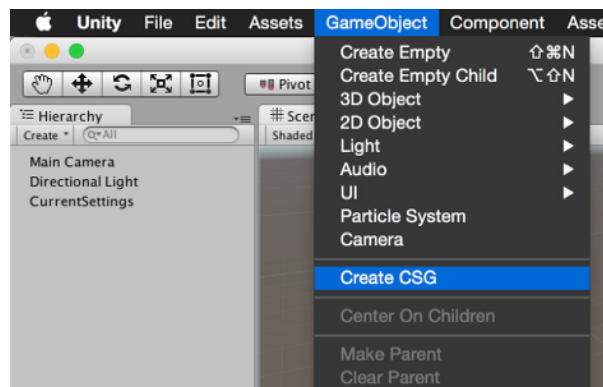 Unity File Edit Assets GameObject Component Asse
Pivot
Hierarchy
# Scer
Create
All
Shaded
Main Camera
Directional Light
CurrentSettings
Create Empty ⇧⌘N
Create Empty Child ⌥⇧N
3D Object
2D Object
Light
Audio
UI
Particle System
Camera
Create CSG
Center On Children
Make Parent
Clear Parent